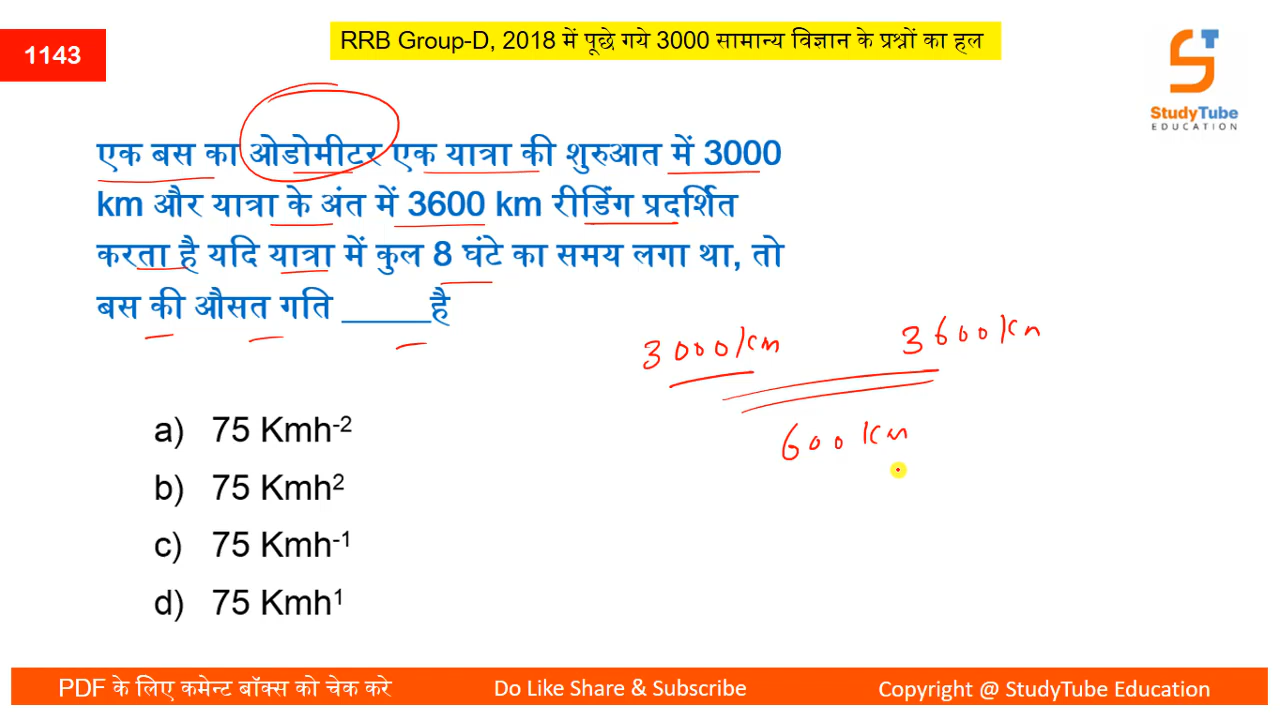 1143
RRB Group-D, 2018 में पूछे गये 3000 सामान्य विज्ञान के प्रश्नों का हल
StudyTube
EDUCATION
एक बस का ओडोमीटर एक यात्रा की शुरुआत में 3000
km और यात्रा के अंत में 3600 km रीडिंग प्रदर्शित
करता है यदि यात्रा में कुल 8 घंटे का समय लगा था, तो
बस की औसत गति _____है
3000km 3600km
600km
a) 75 Kmh-2
b) 75 Kmh2
c) 75 Kmh-1
d) 75 Kmh1
PDF के लिए कमेन्ट बॉक्स को चेक करे
Do Like Share & Subscribe
Copyright @ StudyTube Education